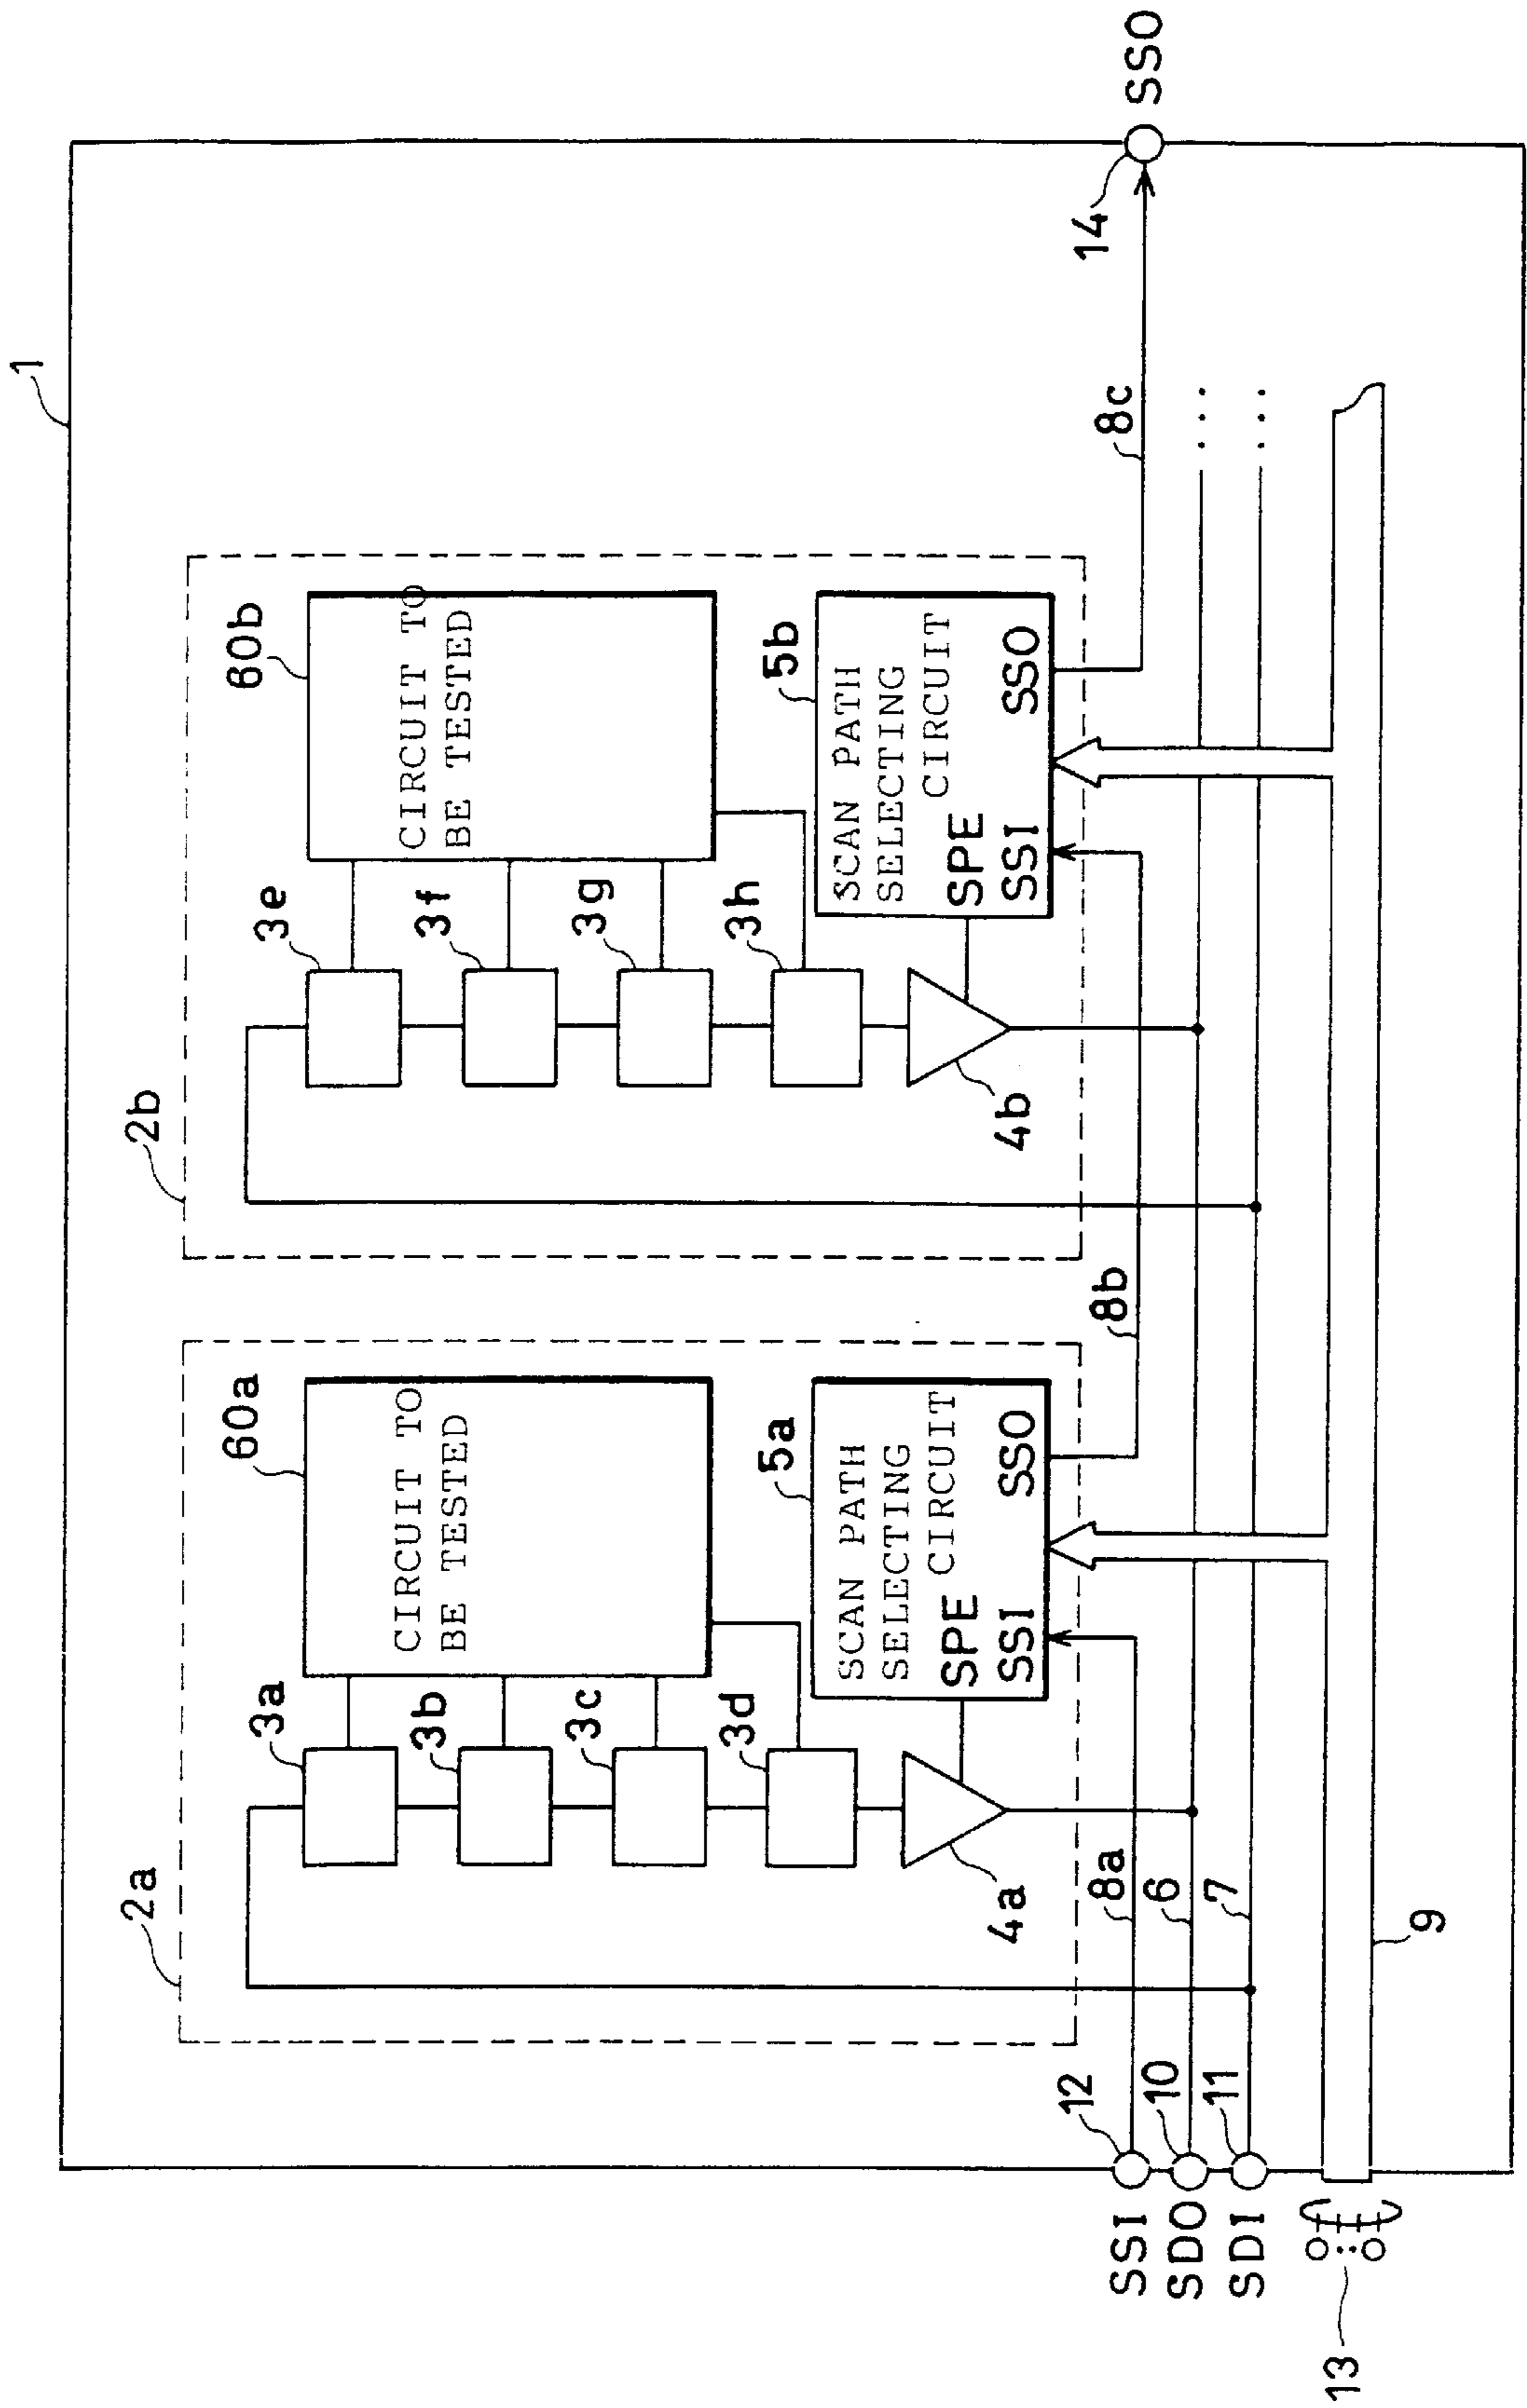 1
2a
60a
CIRCUIT TO
BE TESTED
3a
3b
3c
3d
4a
5a
SCAN PATH
SELECTING
CIRCUIT
SPE
SSI
SSO
2b
60b
CIRCUIT TO
BE TESTED
3e
3f
3g
3h
4b
5b
SCAN PATH
SELECTING
CIRCUIT
SPE
SSI
SSO
SSI
12
8a
8b
8c
14
SSO
SDO
10
6
...
SDI
11
7
...
13
9